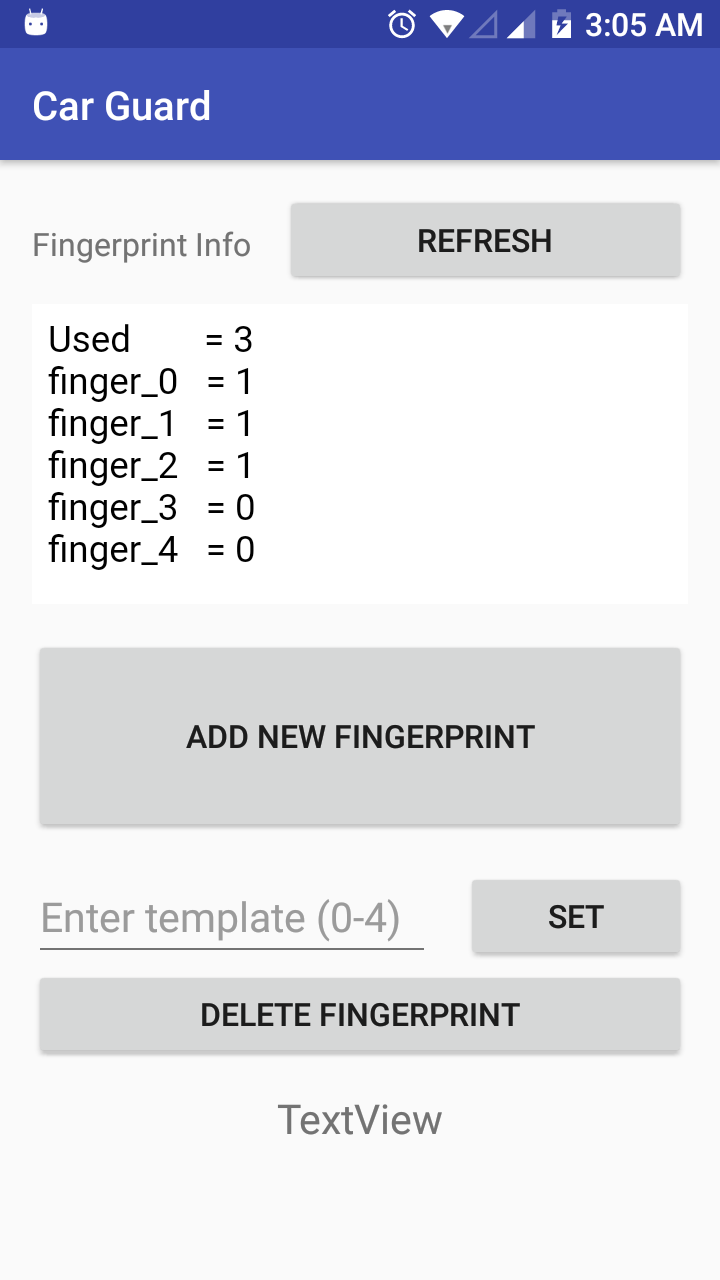 3:05 AM
Car Guard
Fingerprint Info
REFRESH
Used = 3
finger_0 = 1
finger_1 = 1
finger_2 = 1
finger_3 = 0
finger_4 = 0
ADD NEW FINGERPRINT
Enter template (0-4)
SET
DELETE FINGERPRINT
TextView